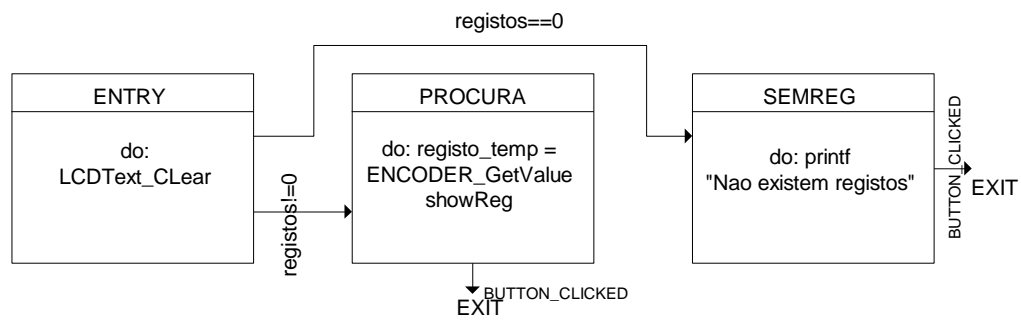 registos==0
ENTRY
do:
LCDText_CLear
registos!=0
PROCURA
do: registo_temp =
ENCODER_GetValue
showReg
BUTTON_CLICKED
EXIT
SEMREG
do: printf
"Nao existem registos"
BUTTON_CLICKED
EXIT